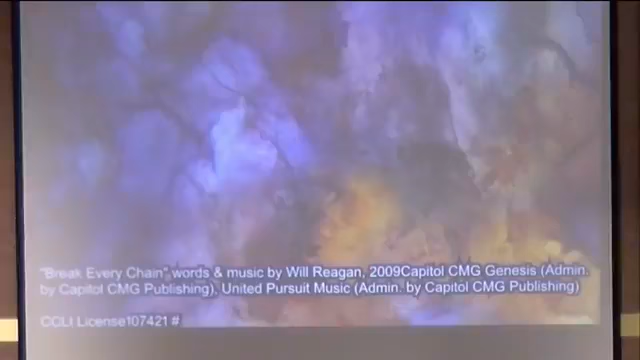 "Break Every Chain" words & music by Will Reagan, 2009Capitol CMG Genesis (Admin.
by Capitol CMG Publishing), United Pursuit Music (Admin. by Capitol CMG Publishing)
CCLI License107421 #